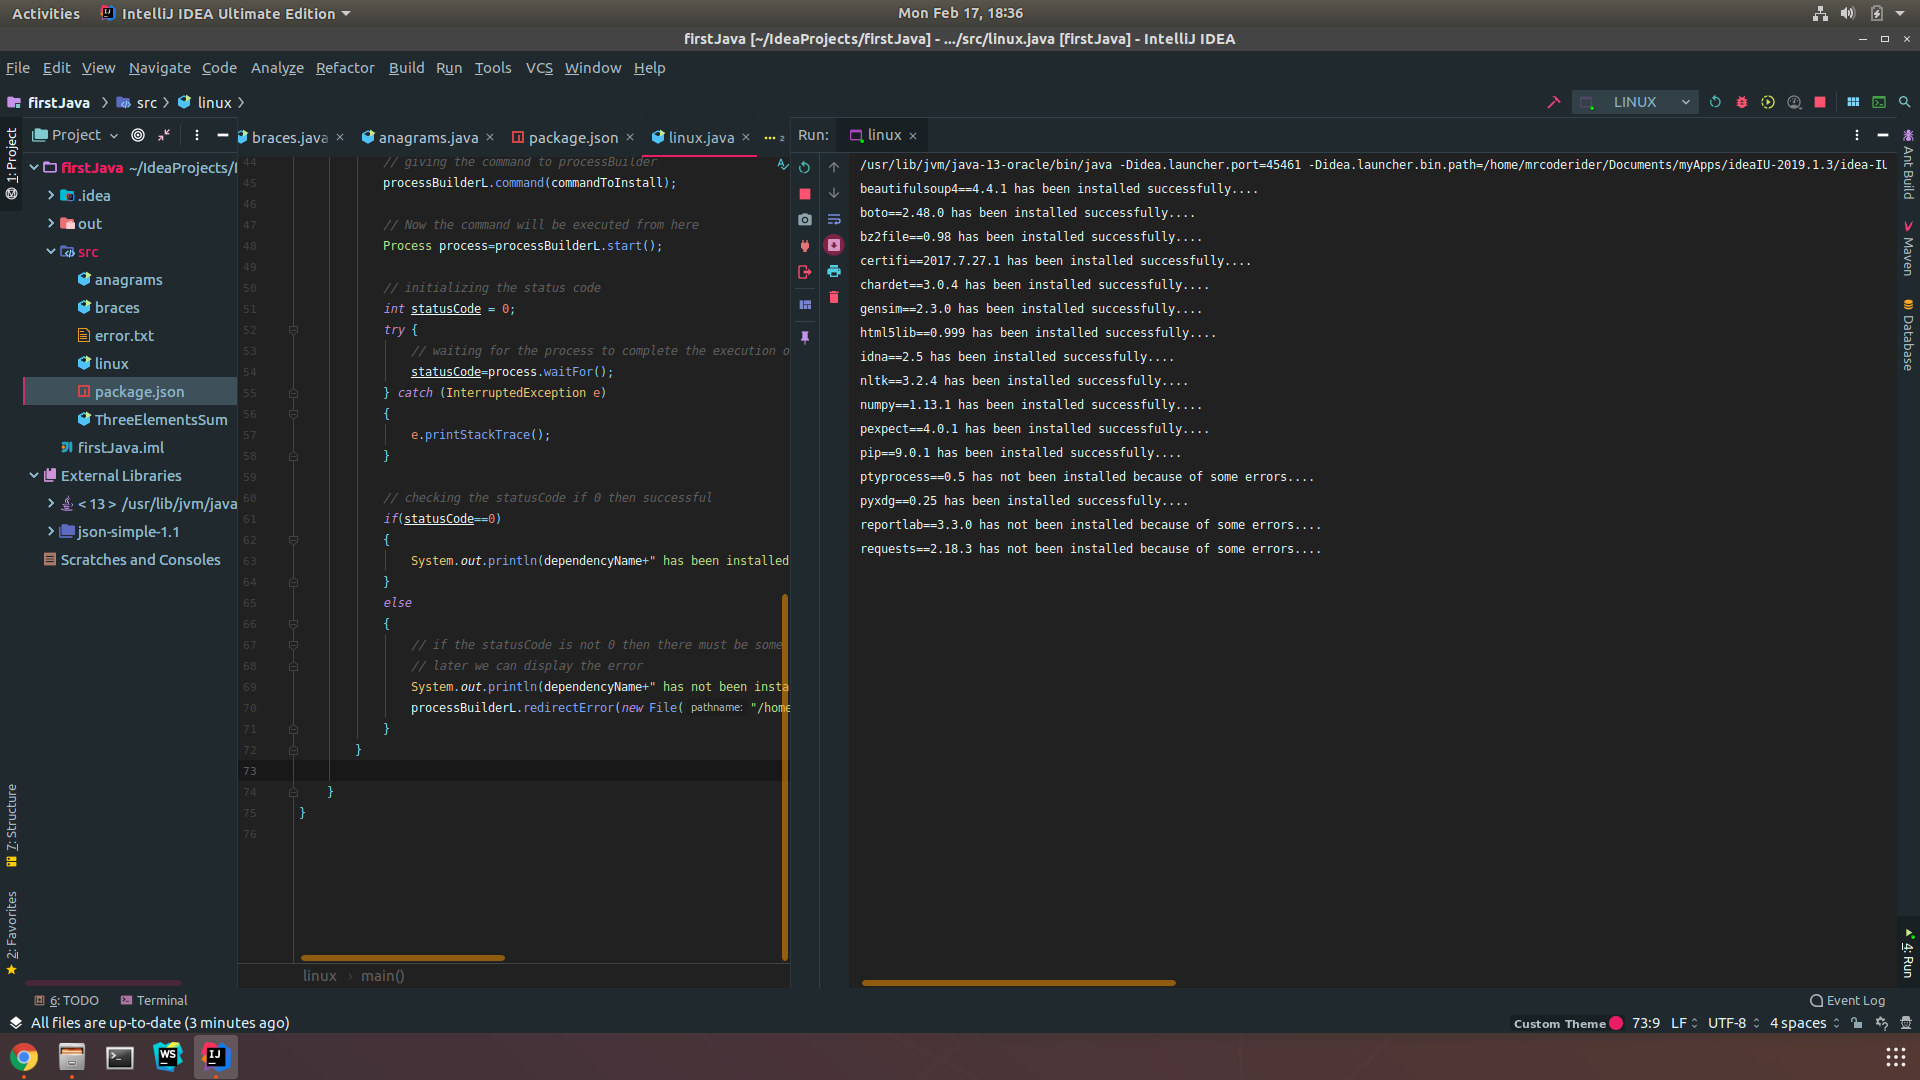 Activities
IntelliJ IDEA Ultimate Edition
Mon Feb 17, 18:36
firstJava [~/IdeaProjects/firstJava] - .../src/linux.java [firstJava] - IntelliJ IDEA
File Edit View Navigate Code Analyze Refactor Build Run Tools VCS Window Help
firstJava src linux
LINUX
1: Project
Project
firstJava ~/IdeaProjects/
.idea
out
src
anagrams
braces
error.txt
linux
package.json
ThreeElementsSum
firstJava.iml
External Libraries
< 13 > /usr/lib/jvm/java
json-simple-1.1
Scratches and Consoles
7: Structure
2: Favorites
braces.java anagrams.java package.json linux.java 2
44 // giving the command to processBuilder
45 processBuilderL.command(commandToInstall);
46
47 // Now the command will be executed from here
48 Process process=processBuilderL.start();
49
50 // initializing the status code
51 int statusCode = 0;
52 try {
53 // waiting for the process to complete the execution o
54 statusCode=process.waitFor();
55 } catch (InterruptedException e)
56 {
57 e.printStackTrace();
58 }
59
60 // checking the statusCode if 0 then successful
61 if(statusCode==0)
62 {
63 System.out.println(dependencyName+" has been installed
64 }
65 else
66 {
67 // if the statusCode is not 0 then there must be some
68 // later we can display the error
69 System.out.println(dependencyName+" has not been insta
70 processBuilderL.redirectError(new File( pathname: "/home
71 }
72 }
73
74 }
75 }
76
linux main()
Run: linux
/usr/lib/jvm/java-13-oracle/bin/java -Didea.launcher.port=45461 -Didea.launcher.bin.path=/home/mrcoderider/Documents/myApps/ideaIU-2019.1.3/idea-IU
beautifulsoup4==4.4.1 has been installed successfully....
boto==2.48.0 has been installed successfully....
bz2file==0.98 has been installed successfully....
certifi==2017.7.27.1 has been installed successfully....
chardet==3.0.4 has been installed successfully....
gensim==2.3.0 has been installed successfully....
html5lib==0.999 has been installed successfully....
idna==2.5 has been installed successfully....
nltk==3.2.4 has been installed successfully....
numpy==1.13.1 has been installed successfully....
pexpect==4.0.1 has been installed successfully....
pip==9.0.1 has been installed successfully....
ptyprocess==0.5 has not been installed because of some errors....
pyxdg==0.25 has been installed successfully....
reportlab==3.3.0 has not been installed because of some errors....
requests==2.18.3 has not been installed because of some errors....
Ant Build
Maven
Database
4: Run
6: TODO Terminal
Event Log
All files are up-to-date (3 minutes ago)
Custom Theme 73:9 LF UTF-8 4 spaces
WS
IJ